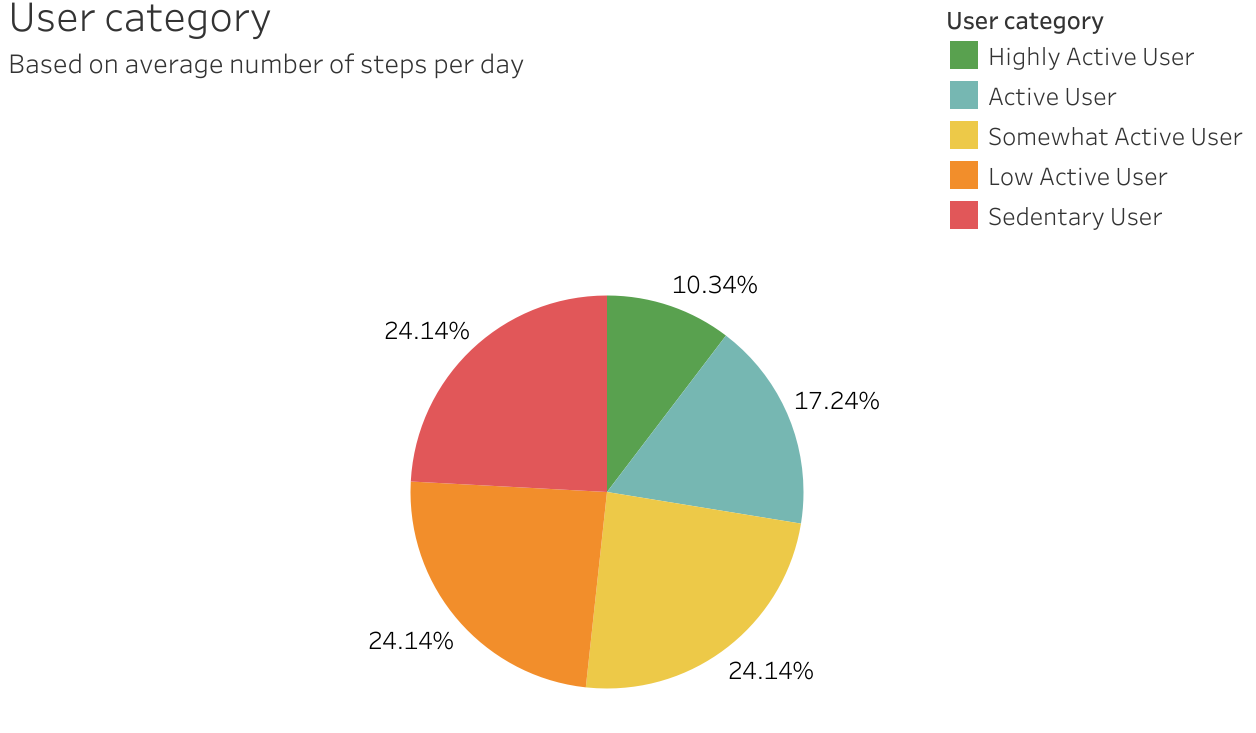 User category
Based on average number of steps per day
User category
Highly Active User
Active User
Somewhat Active User
Low Active User
Sedentary User
10.34%
24.14%
17.24%
24.14%
24.14%